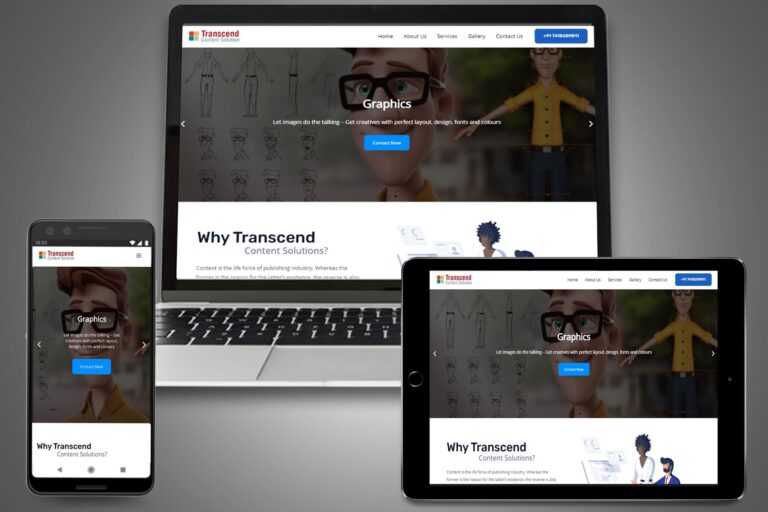 Transcend
Content Solution
Home About Us Services Gallery Contact Us
Graphics
Let images do the talking – Get creatives with perfect layout, design, fonts and colours
Contact Now
Why Transcend
Content Solutions?
Content is the life force of publishing industry. Whereas the
former is the reason for the latter's existence, the reverse is also
Transcend
Content Solution
Graphics
Let images do the talking – Get
creatives with perfect layout,
design, fonts and colours
Contact Now
Why Transcend
Content Solutions?
Transcend
Content Solution
Home About Us Services Gallery Contact Us
Graphics
Let images do the talking – Get creatives with perfect layout, design, fonts and colours
Contact Now
Why Transcend
Content Solutions?
Content is the life force of publishing industry. Whereas the
former is the reason for the latter's existence, the reverse is also